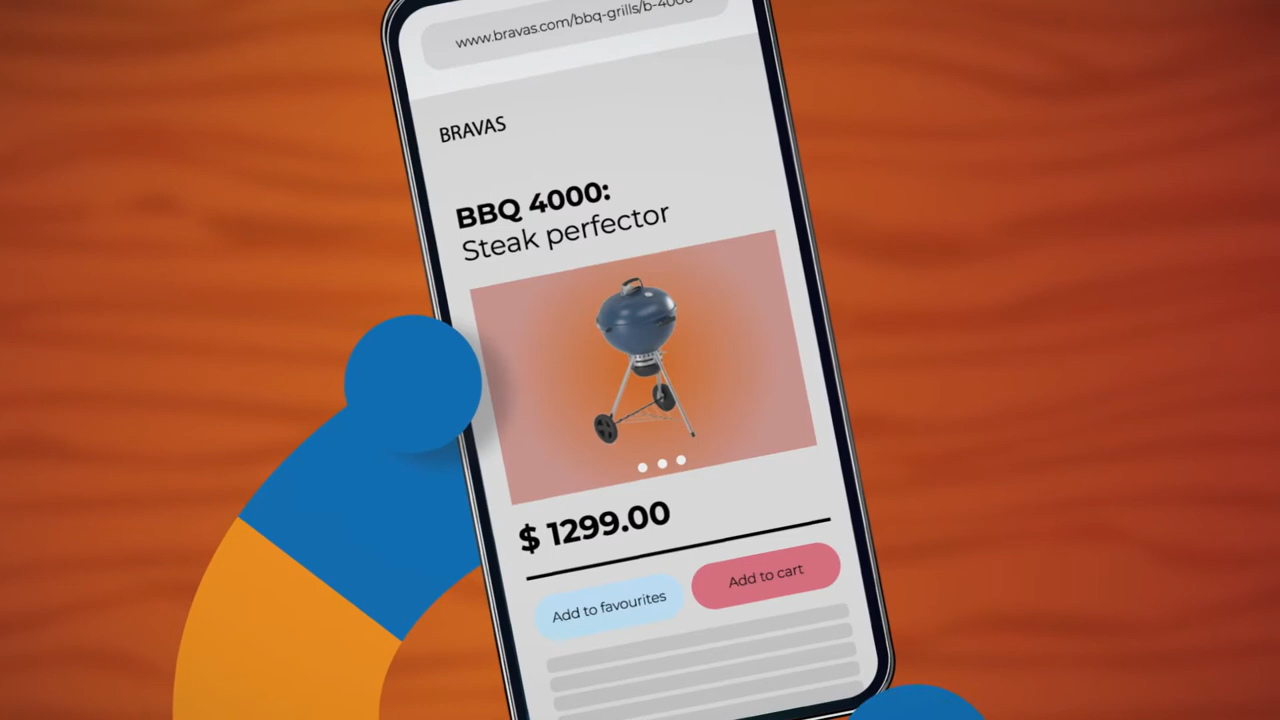 www.bravas.com/bbq-grills/b-4000
BRAVAS
BBQ 4000:
Steak perfector
$ 1299.00
Add to favourites
Add to cart